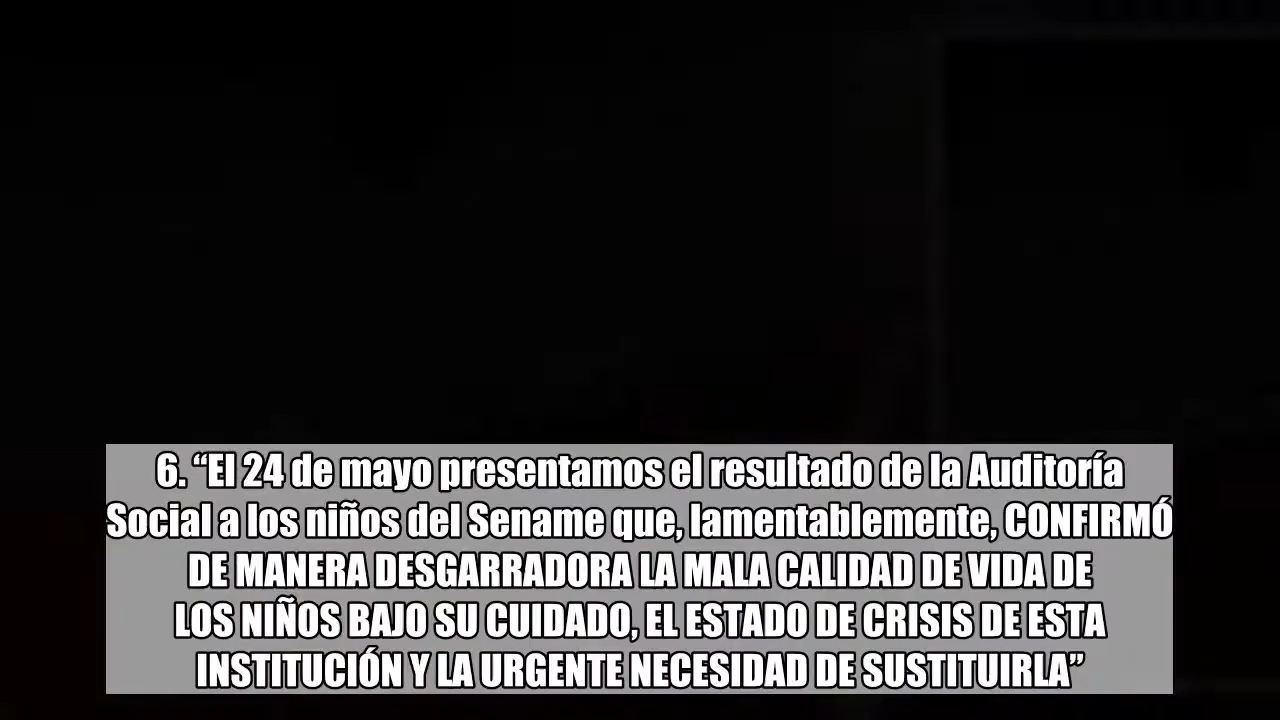 6. “El 24 de mayo presentamos el resultado de la Auditoría
Social a los niños del Sename que, lamentablemente, CONFIRMÓ
DE MANERA DESGARRADORA LA MALA CALIDAD DE VIDA DE
LOS NIÑOS BAJO SU CUIDADO, EL ESTADO DE CRISIS DE ESTA
INSTITUCIÓN Y LA URGENTE NECESIDAD DE SUSTITUIRLA”